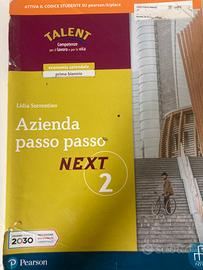 ATTIVA IL CODICE STUDENTE SU pearson.it/place
TALENT
Competenze
per il lavoro e per la vita
economia aziendale
primo biennio
Lidia Sorrentino
Azienda
passo passo
NEXT
2
2030
Pearson